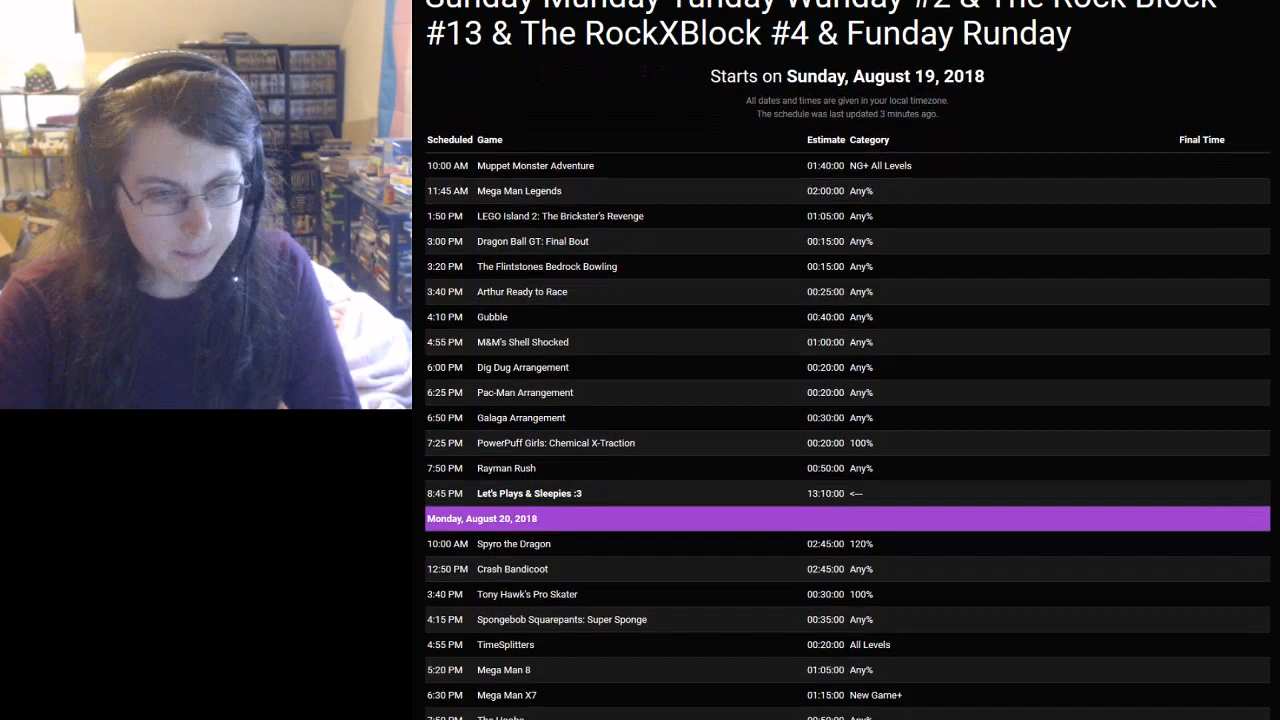 Sunday Munday Tunday Wunday #2 & The Rock Block
#13 & The RockXBlock #4 & Funday Runday
Starts on Sunday, August 19, 2018
All dates and times are given in your local timezone.
The schedule was last updated 3 minutes ago.
Scheduled Game Estimate Category Final Time
10:00 AM Muppet Monster Adventure 01:40:00 NG+ All Levels
11:45 AM Mega Man Legends 02:00:00 Any%
1:50 PM LEGO Island 2: The Brickster's Revenge 01:05:00 Any%
3:00 PM Dragon Ball GT: Final Bout 00:15:00 Any%
3:20 PM The Flintstones Bedrock Bowling 00:15:00 Any%
3:40 PM Arthur Ready to Race 00:25:00 Any%
4:10 PM Gubble 00:40:00 Any%
4:55 PM M&M's Shell Shocked 01:00:00 Any%
6:00 PM Dig Dug Arrangement 00:20:00 Any%
6:25 PM Pac-Man Arrangement 00:20:00 Any%
6:50 PM Galaga Arrangement 00:30:00 Any%
7:25 PM PowerPuff Girls: Chemical X-Traction 00:20:00 100%
7:50 PM Rayman Rush 00:50:00 Any%
8:45 PM Let's Plays & Sleepies :3 13:10:00 <---
Monday, August 20, 2018
10:00 AM Spyro the Dragon 02:45:00 120%
12:50 PM Crash Bandicoot 02:45:00 Any%
3:40 PM Tony Hawk's Pro Skater 00:30:00 100%
4:15 PM Spongebob Squarepants: Super Sponge 00:35:00 Any%
4:55 PM TimeSplitters 00:20:00 All Levels
5:20 PM Mega Man 8 01:05:00 Any%
6:30 PM Mega Man X7 01:15:00 New Game+